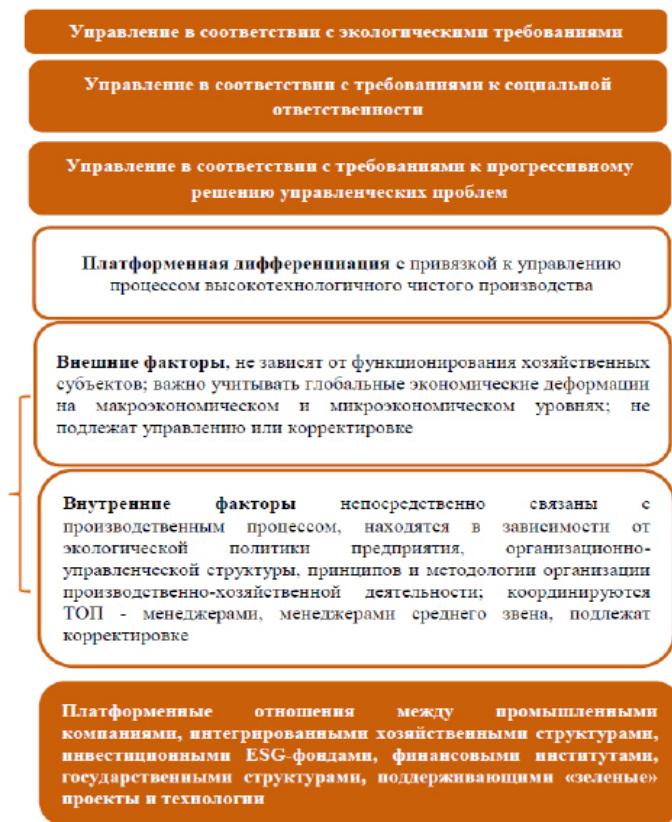 Управление в соответствии с экологическими требованиями
Управление в соответствии с требованиями к социальной
ответственности
Управление в соответствии с требованиями к прогрессивному
решению управленческих проблем
Платформенная дифференциация с привязкой к управлению
процессом высокотехнологичного чистого производства
Внешние факторы, не зависят от функционирования хозяйственных
субъектов; важно учитывать глобальные экономические деформации
на макроэкономическом и микроэкономическом уровнях; не
подлежат управлению или корректировке
Внутренние факторы непосредственно связаны с
производственным процессом, находятся в зависимости от
экологической политики предприятия, организационно-
управленческой структуры, принципов и методологии организации
производственно-хозяйственной деятельности; координируются
ТОП - менеджерами, менеджерами среднего звена, подлежат
корректировке
Платформенные отношения между промышленными
компаниями, интегрированными хозяйственными структурами,
инвестиционными ESG-фондами, финансовыми институтами,
государственными структурами, поддерживающими «зеленые»
проекты и технологии